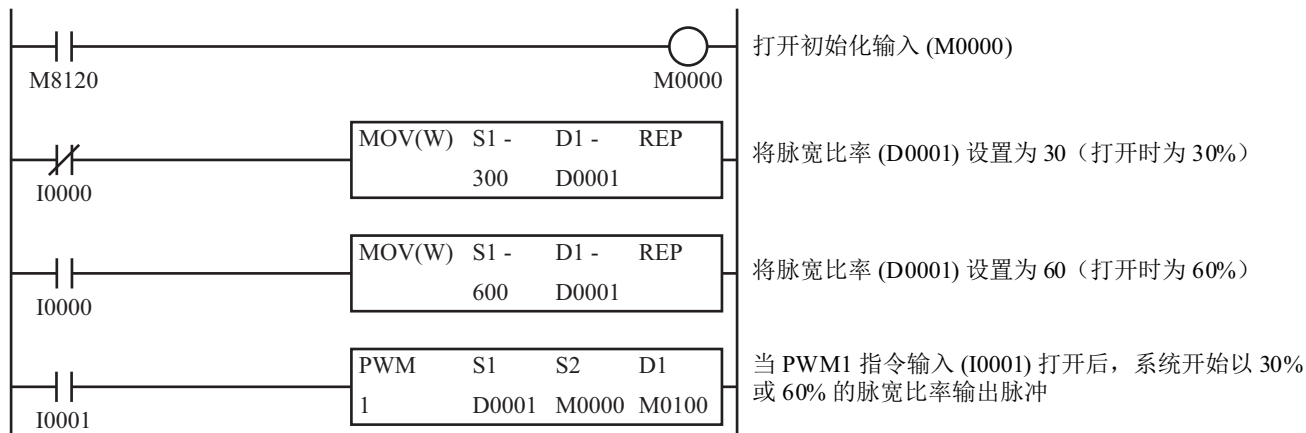 打开初始化输入 (M0000)
M8120
M0000
MOV(W) S1 - D1 - REP
300 D0001
将脉宽比率 (D0001) 设置为 30（打开时为 30%）
I0000
MOV(W) S1 - D1 - REP
600 D0001
将脉宽比率 (D0001) 设置为 60（打开时为 60%）
I0000
PWM S1 S2 D1
1 D0001 M0000 M0100
当 PWM1 指令输入 (I0001) 打开后，系统开始以 30%
或 60% 的脉宽比率输出脉冲
I0001